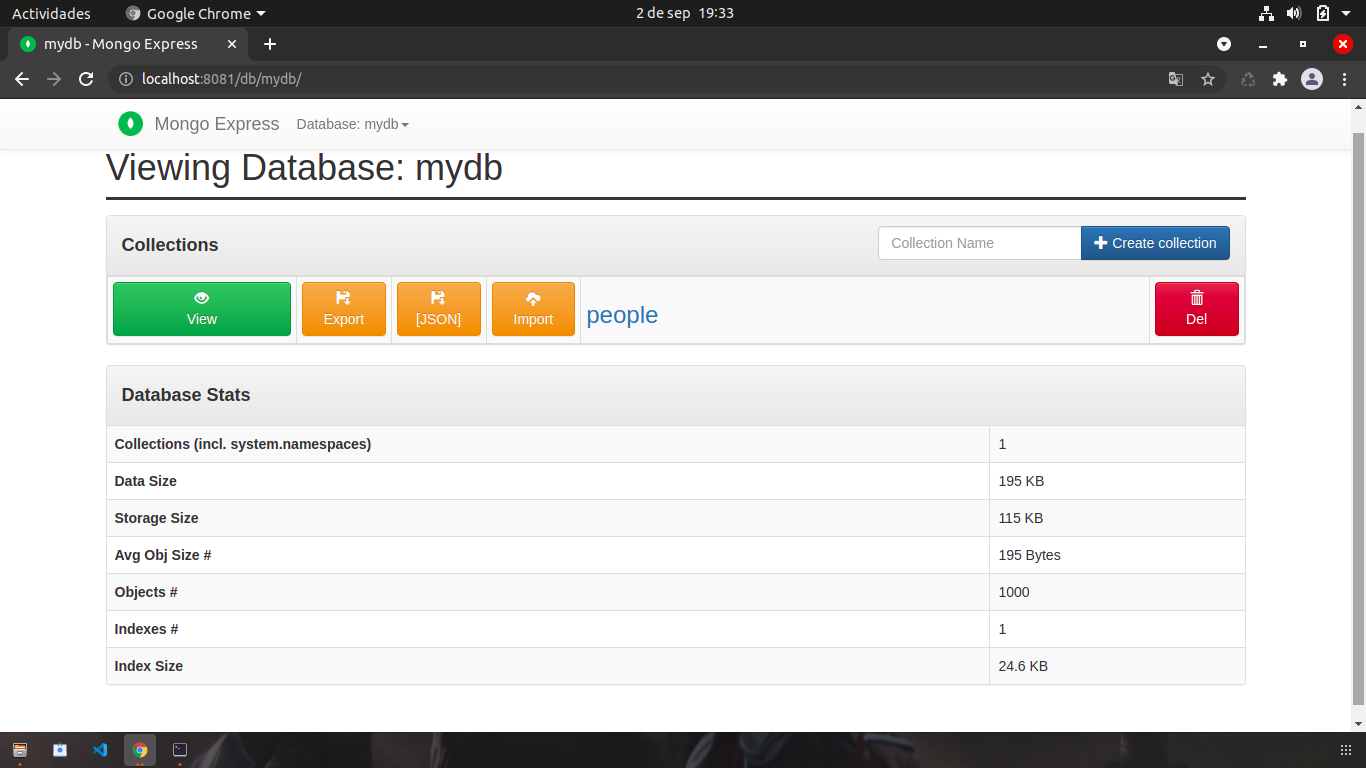 Actividades Google Chrome 2 de sep 19:33
mydb - Mongo Express
localhost:8081/db/mydb/
Mongo Express Database: mydb
Viewing Database: mydb
Collections Collection Name Create collection
View Export [JSON] Import people Del
Database Stats
Collections (incl. system.namespaces) 1
Data Size 195 KB
Storage Size 115 KB
Avg Obj Size # 195 Bytes
Objects # 1000
Indexes # 1
Index Size 24.6 KB